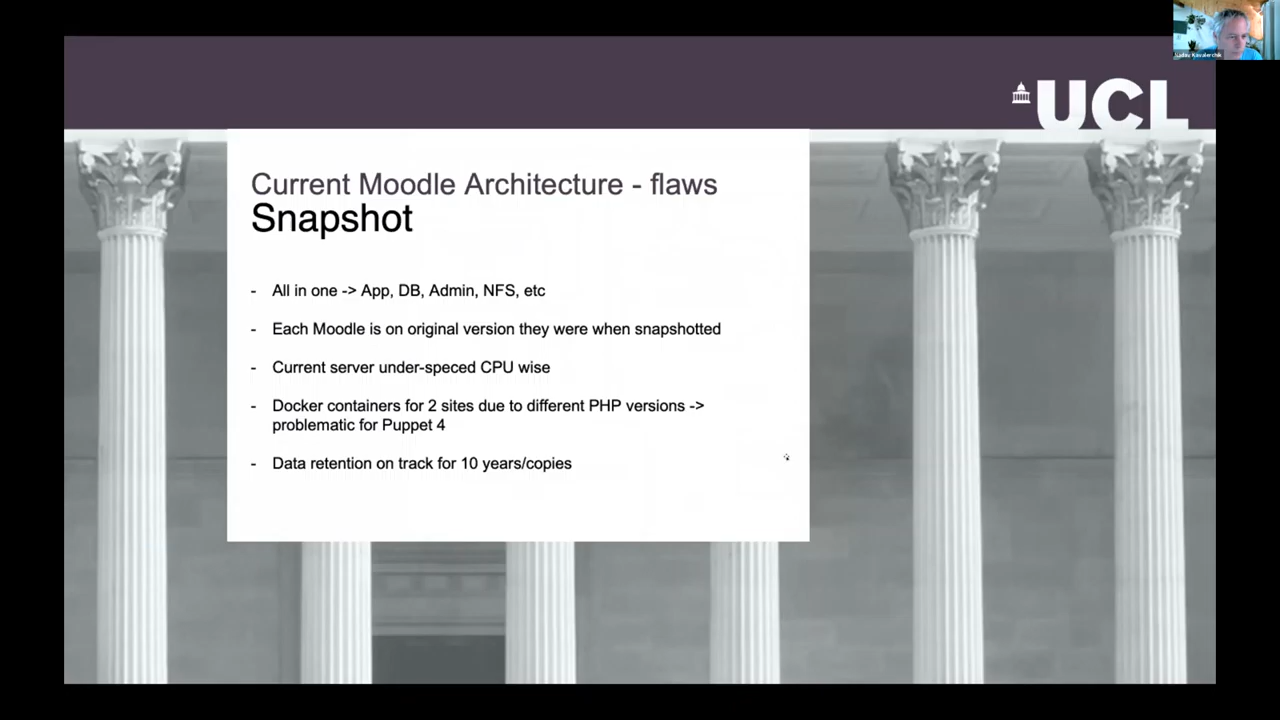 Nadav Kavalerchik
UCL
Current Moodle Architecture - flaws
Snapshot
- All in one -> App, DB, Admin, NFS, etc
- Each Moodle is on original version they were when snapshotted
- Current server under-speced CPU wise
- Docker containers for 2 sites due to different PHP versions ->
problematic for Puppet 4
- Data retention on track for 10 years/copies